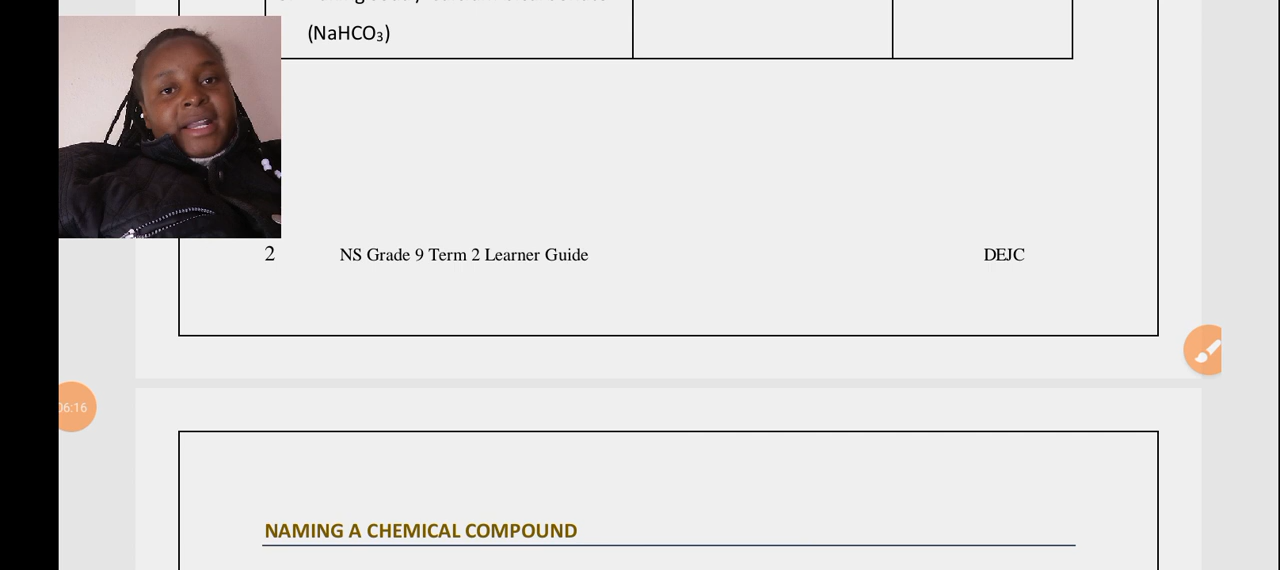 (NaHCO₃)
2 NS Grade 9 Term 2 Learner Guide DEJC
06:16
NAMING A CHEMICAL COMPOUND